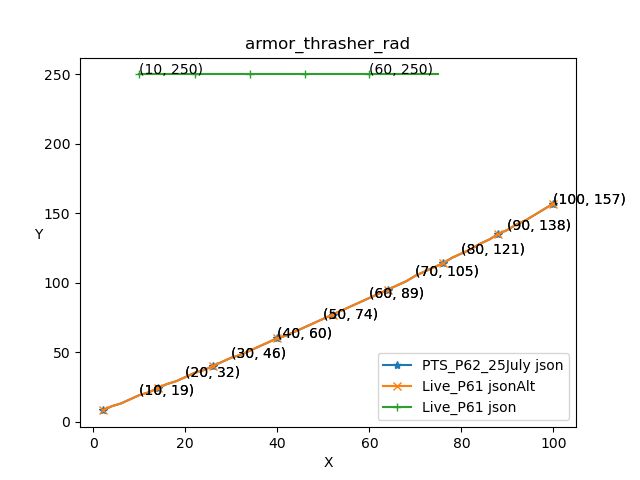 armor_thrasher_rad
250
200
150
100
50
0
Y
(10, 250)
(60, 250)
(100, 157)
(90, 138)
(80, 121)
(70, 105)
(60, 89)
(50, 74)
(40, 60)
(30, 46)
(20, 32)
(10, 19)
PTS_P62_25July json
Live_P61 jsonAlt
Live_P61 json
0 20 40 60 80 100
X